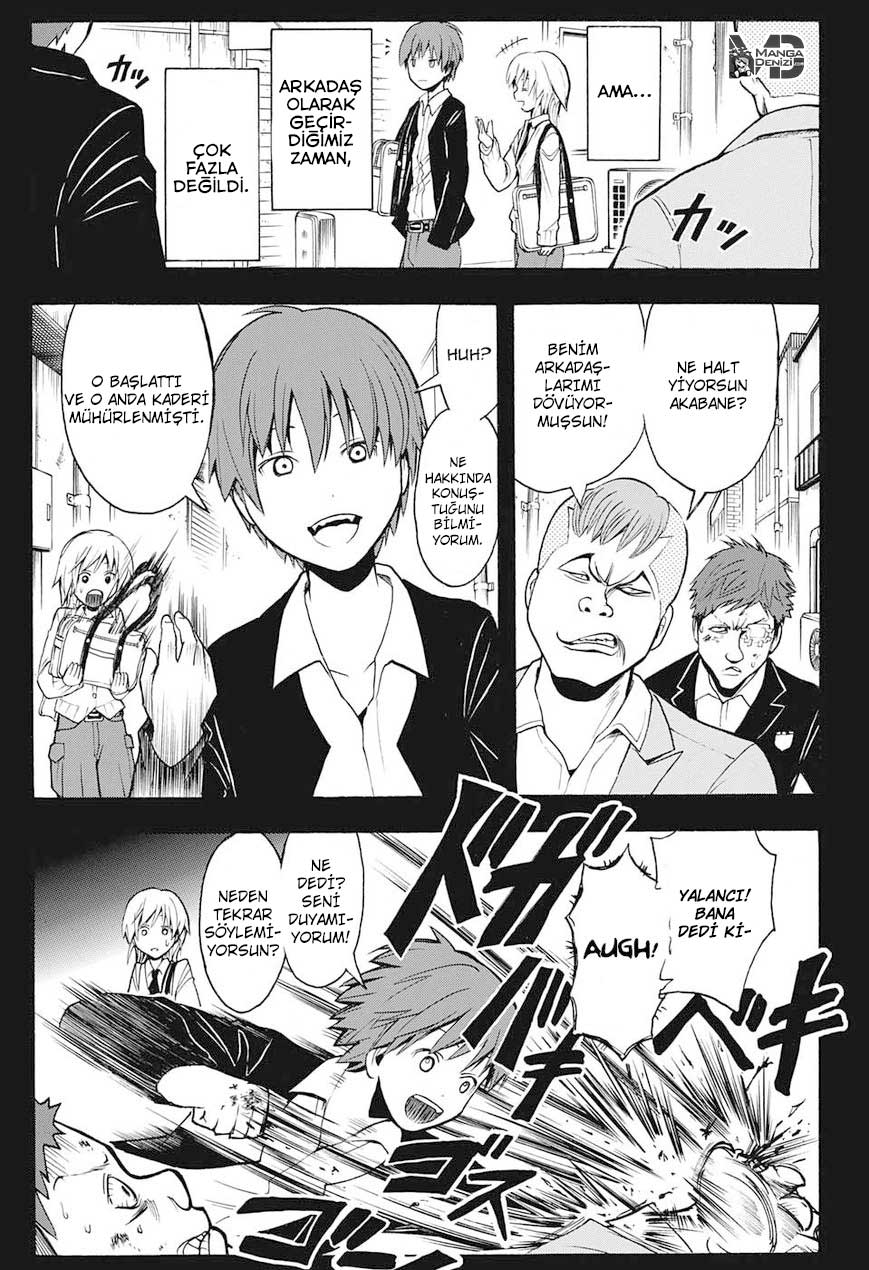 MANGA
DENİZİ
AMA...
カッ
ARKADAŞ
OLARAK
GEÇİR-
DİĞİMİZ
ZAMAN,
ÇOK
FAZLA
DEĞİLDİ.
カッ
NE HALT
YİYORSUN
AKABANE?
BENİM
ARKADAŞ-
LARIMI
DÖVÜYOR-
MUŞSUN!
HUH?
NE
HAKKINDA
KONUŞ-
TUĞUNU
BİLMİ-
YORUM.
O BAŞLATTI
VE O ANDA KADERİ
MÜHÜRLENMİŞTİ.
YALANCI!
BANA
DEDİ Kİ-
AUGH!
ドガ
バキ
ベキ
NE
DEDİ?
SENİ
DUYAMI-
YORUM!
NEDEN
TEKRAR
SÖYLEMİ-
YORSUN?
ゴス
ゴッ